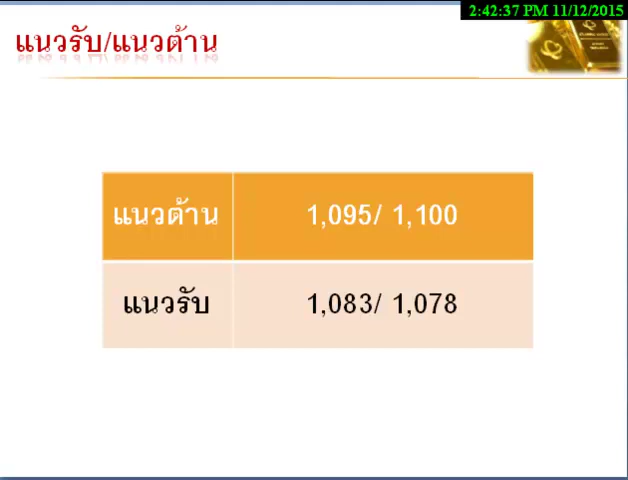 2:42:37 PM 11/12/2015
แนวรับ/แนวต้าน
แนวต้าน 1,095/ 1,100
แนวรับ 1,083/ 1,078